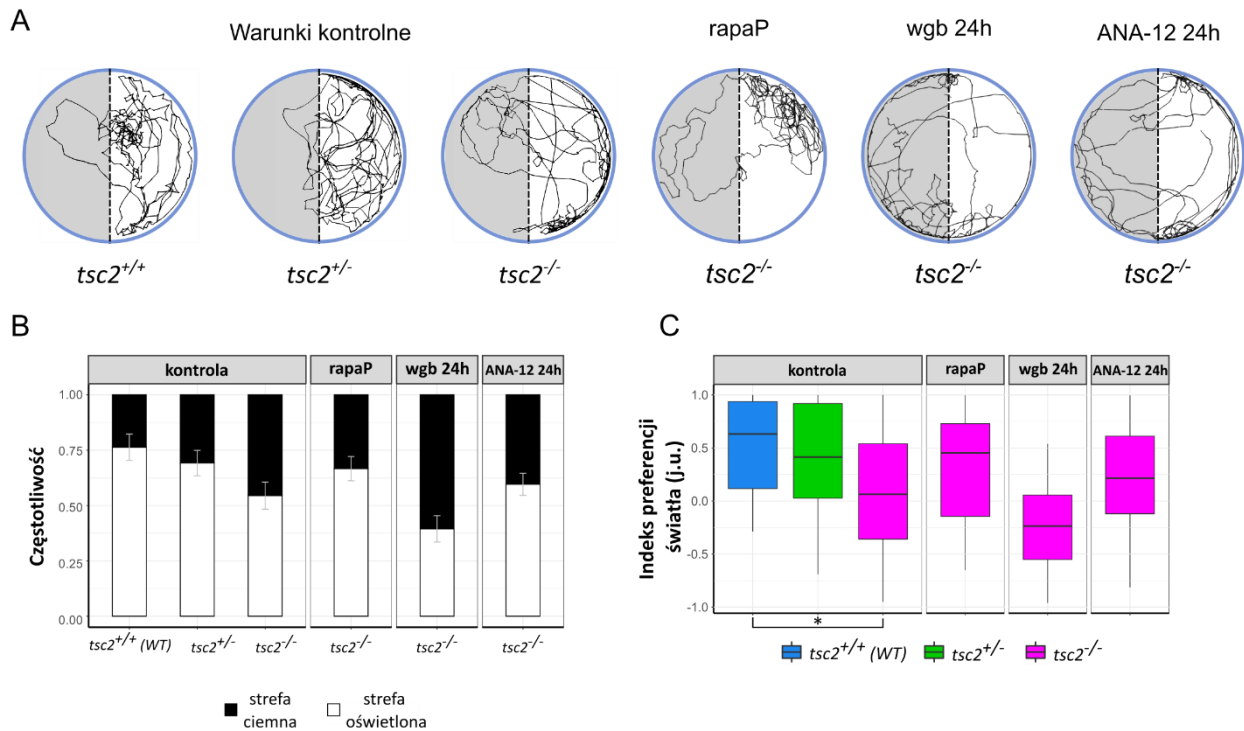 A
Warunki kontrolne
rapaP
wgb 24h
ANA-12 24h
tsc2+/+
tsc2+/-
tsc2-/-
tsc2-/-
tsc2-/-
tsc2-/-
B
kontrola
rapaP
wgb 24h
ANA-12 24h
Częstotliwość
1.00
0.75
0.50
0.25
0.00
tsc2+/+ (WT)
tsc2+/-
tsc2-/-
tsc2-/-
tsc2-/-
tsc2-/-
strefa
ciemna
strefa
oświetlona
C
kontrola
rapaP
wgb 24h
ANA-12 24h
Indeks preferencji
światła (j.u.)
1.0
0.5
0.0
-0.5
-1.0
*
tsc2+/+ (WT)
tsc2+/-
tsc2-/-